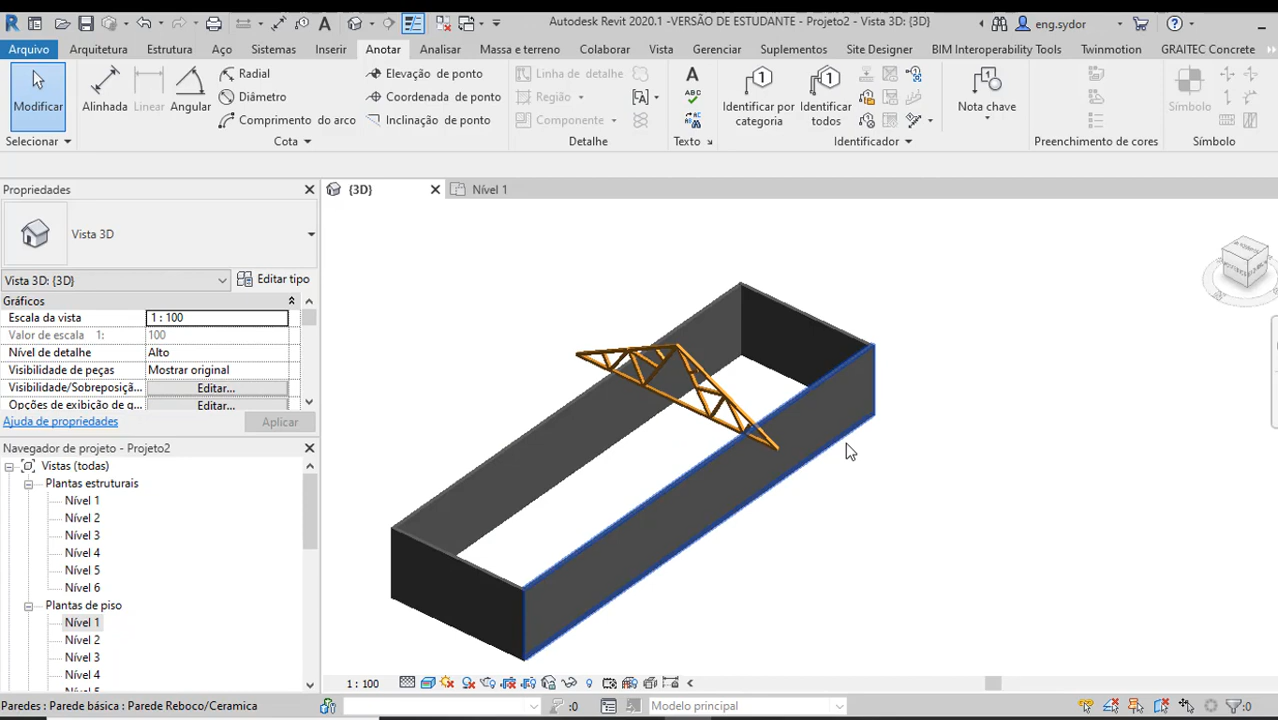 Autodesk Revit 2020.1 -VERSÃO DE ESTUDANTE - Projeto2 - Vista 3D: {3D}
eng.sydor
Arquivo Arquitetura Estrutura Aço Sistemas Inserir Anotar Analisar Massa e terreno Colaborar Vista Gerenciar Suplementos Site Designer BIM Interoperability Tools Twinmotion GRAITEC Concrete
Modificar
Alinhada
Linear
Angular
Radial
Diâmetro
Comprimento do arco
Elevação de ponto
Coordenada de ponto
Inclinação de ponto
Linha de detalhe
Região
Componente
A
ABC
Identificar por
categoria
Identificar
todos
Nota chave
Símbolo
Selecionar
Cota
Detalhe
Texto
Identificador
Preenchimento de cores
Símbolo
Propriedades
{3D}
Nível 1
Vista 3D
Vista 3D: {3D}
Editar tipo
Gráficos
Escala da vista 1 : 100
Valor de escala 1: 100
Nível de detalhe Alto
Visibilidade de peças Mostrar original
Visibilidade/Sobreposiçã... Editar...
Opções de exibição de g... Editar...
Ajuda de propriedades
Aplicar
Navegador de projeto - Projeto2
Vistas (todas)
Plantas estruturais
Nível 1
Nível 2
Nível 3
Nível 4
Nível 5
Nível 6
Plantas de piso
Nível 1
Nível 2
Nível 3
Nível 4
1 : 100
Paredes : Parede básica : Parede Reboco/Ceramica
:0
Modelo principal
:0